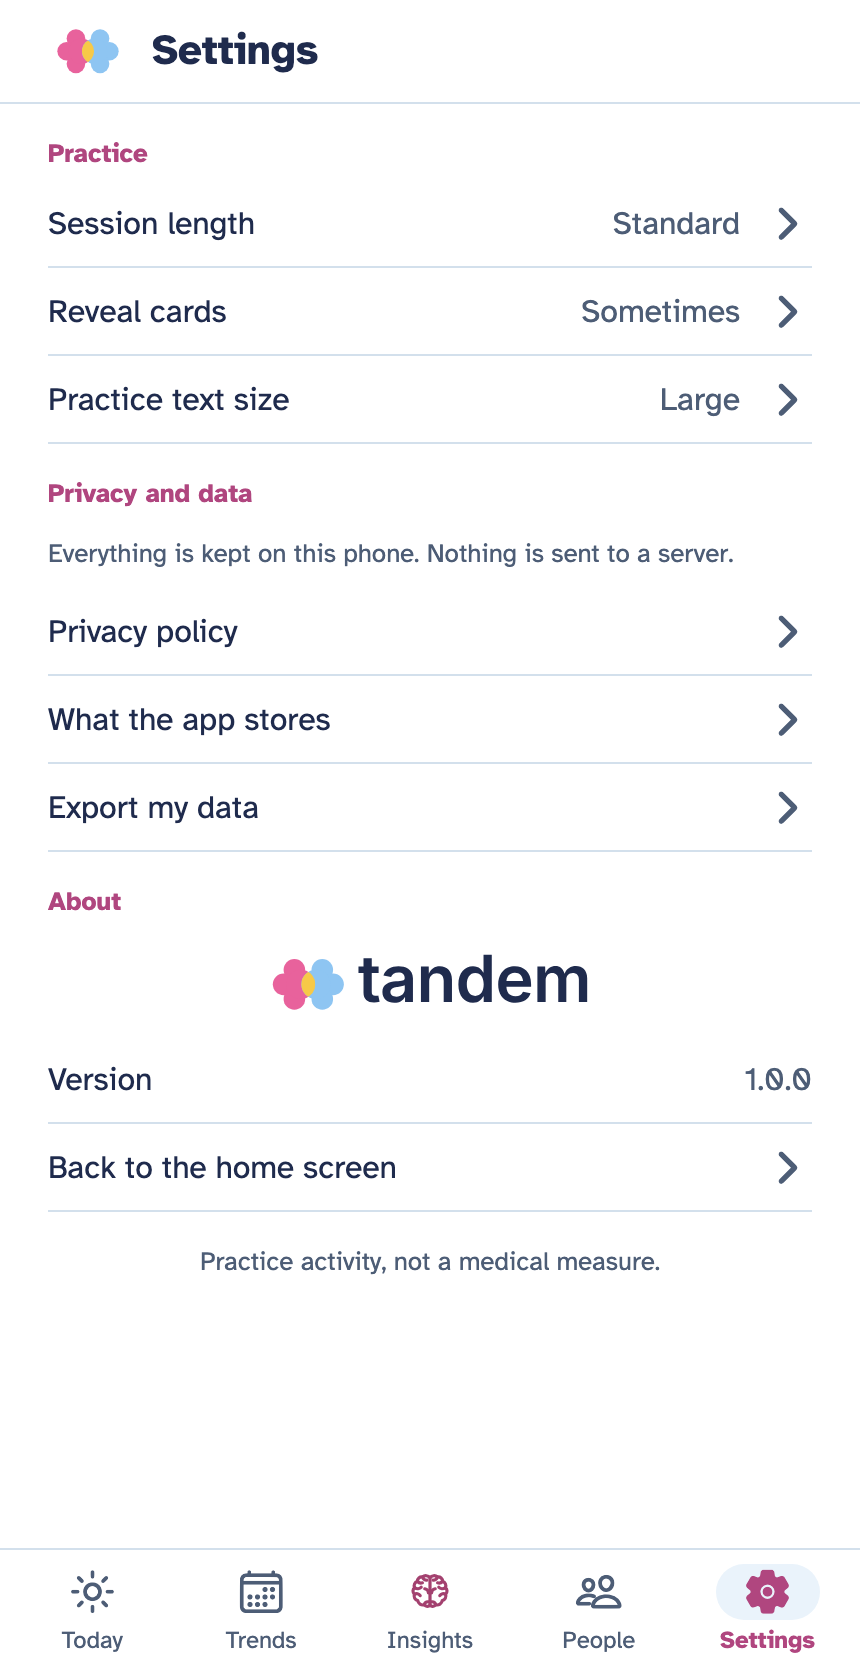 Settings
Practice
Session length Standard
Reveal cards Sometimes
Practice text size Large
Privacy and data
Everything is kept on this phone. Nothing is sent to a server.
Privacy policy
What the app stores
Export my data
About
tandem
Version 1.0.0
Back to the home screen
Practice activity, not a medical measure.
Today Trends Insights People Settings